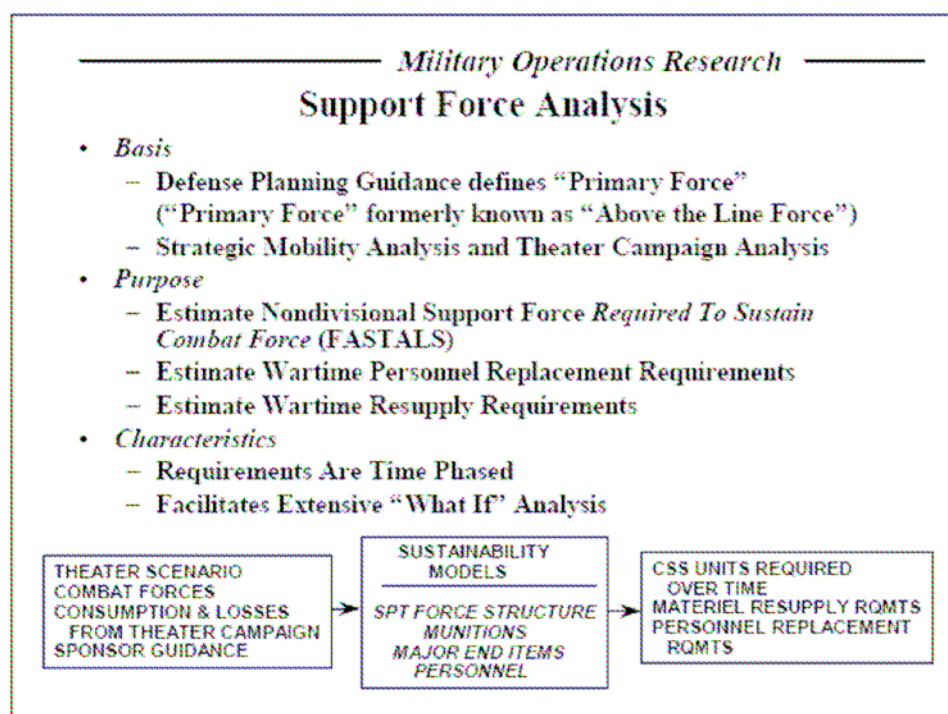 Military Operations Research
Support Force Analysis
• Basis
– Defense Planning Guidance defines “Primary Force”
(“Primary Force” formerly known as “Above the Line Force”)
– Strategic Mobility Analysis and Theater Campaign Analysis
• Purpose
– Estimate Nondivisional Support Force Required To Sustain
Combat Force (FASTALS)
– Estimate Wartime Personnel Replacement Requirements
– Estimate Wartime Resupply Requirements
• Characteristics
– Requirements Are Time Phased
– Facilitates Extensive “What If” Analysis
THEATER SCENARIO
COMBAT FORCES
CONSUMPTION & LOSSES
FROM THEATER CAMPAIGN
SPONSOR GUIDANCE
SUSTAINABILITY
MODELS
SPT FORCE STRUCTURE
MUNITIONS
MAJOR END ITEMS
PERSONNEL
CSS UNITS REQUIRED
OVER TIME
MATERIEL RESUPPLY RQMTS
PERSONNEL REPLACEMENT
RQMTS